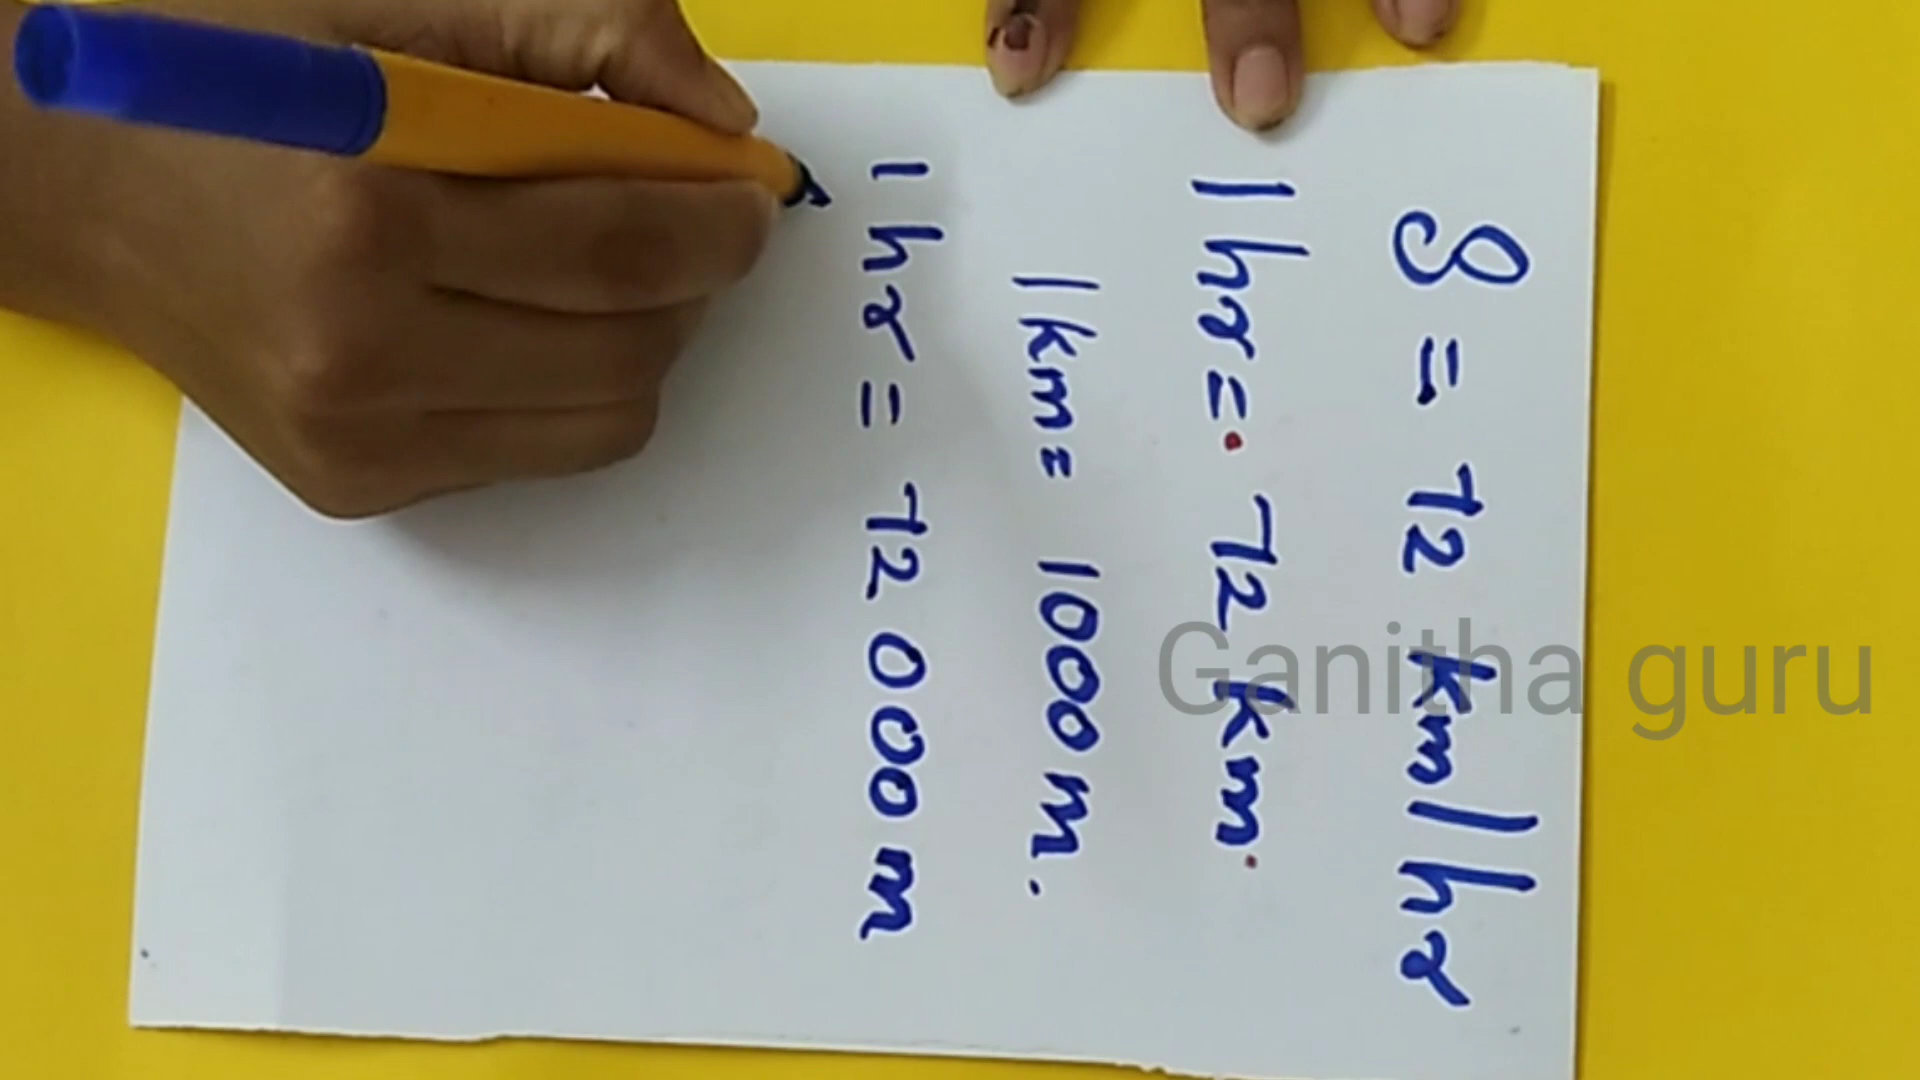 S = 72 km/hr
1 hr = 72 km.
1 km = 1000 m.
1 hr = 72000 m
Ganitha guru